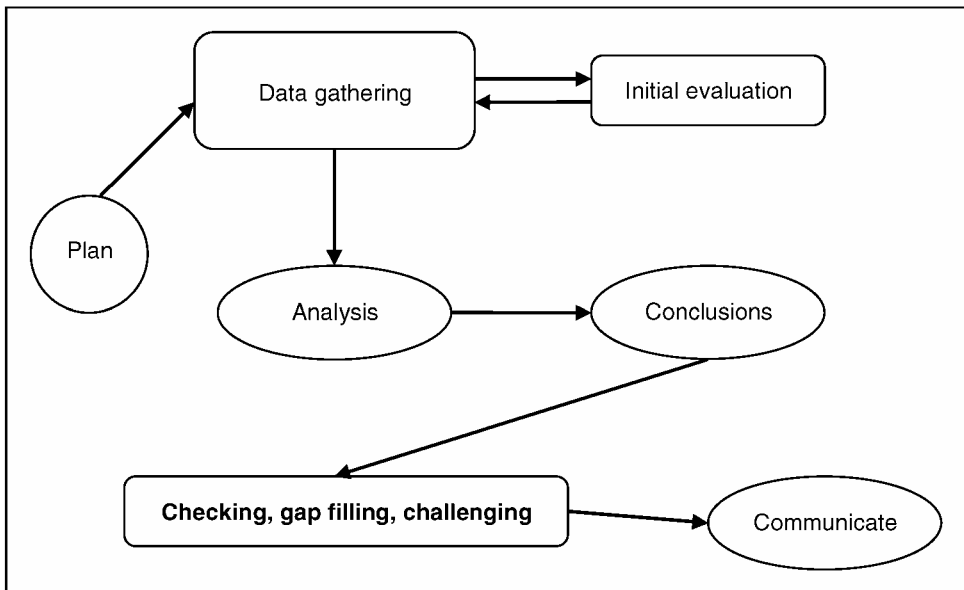 Data gathering
Initial evaluation
Plan
Analysis
Conclusions
Checking, gap filling, challenging
Communicate